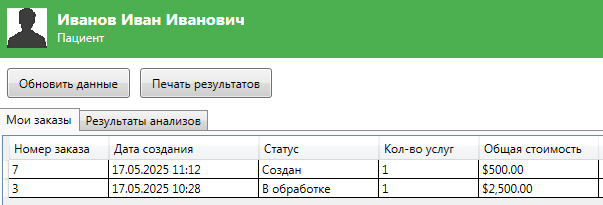 Иванов Иван Иванович
Пациент
Обновить данные Печать результатов
Мои заказы Результаты анализов
Номер заказа Дата создания Статус Кол-во услуг Общая стоимость
7 17.05.2025 11:12 Создан 1 $500.00
3 17.05.2025 10:28 В обработке 1 $2,500.00